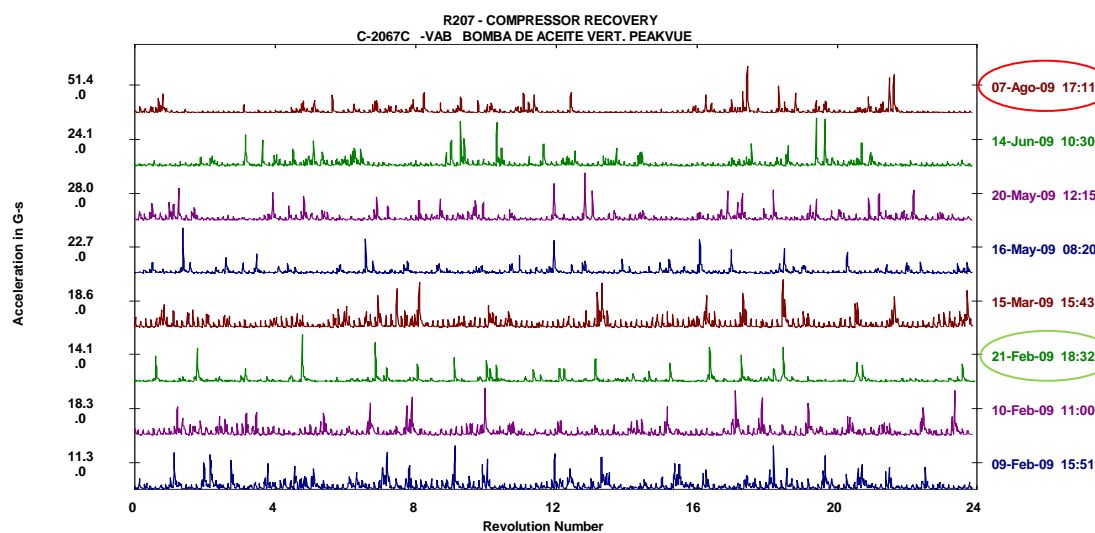 R207 - COMPRESSOR RECOVERY
C-2067C -VAB BOMBA DE ACEITE VERT. PEAKVUE
Acceleration in G-s
51.4
.0
07-Ago-09 17:11
24.1
.0
14-Jun-09 10:30
28.0
.0
20-May-09 12:15
22.7
.0
16-May-09 08:20
18.6
.0
15-Mar-09 15:43
14.1
.0
21-Feb-09 18:32
18.3
.0
10-Feb-09 11:00
11.3
.0
09-Feb-09 15:51
0 4 8 12 16 20 24
Revolution Number